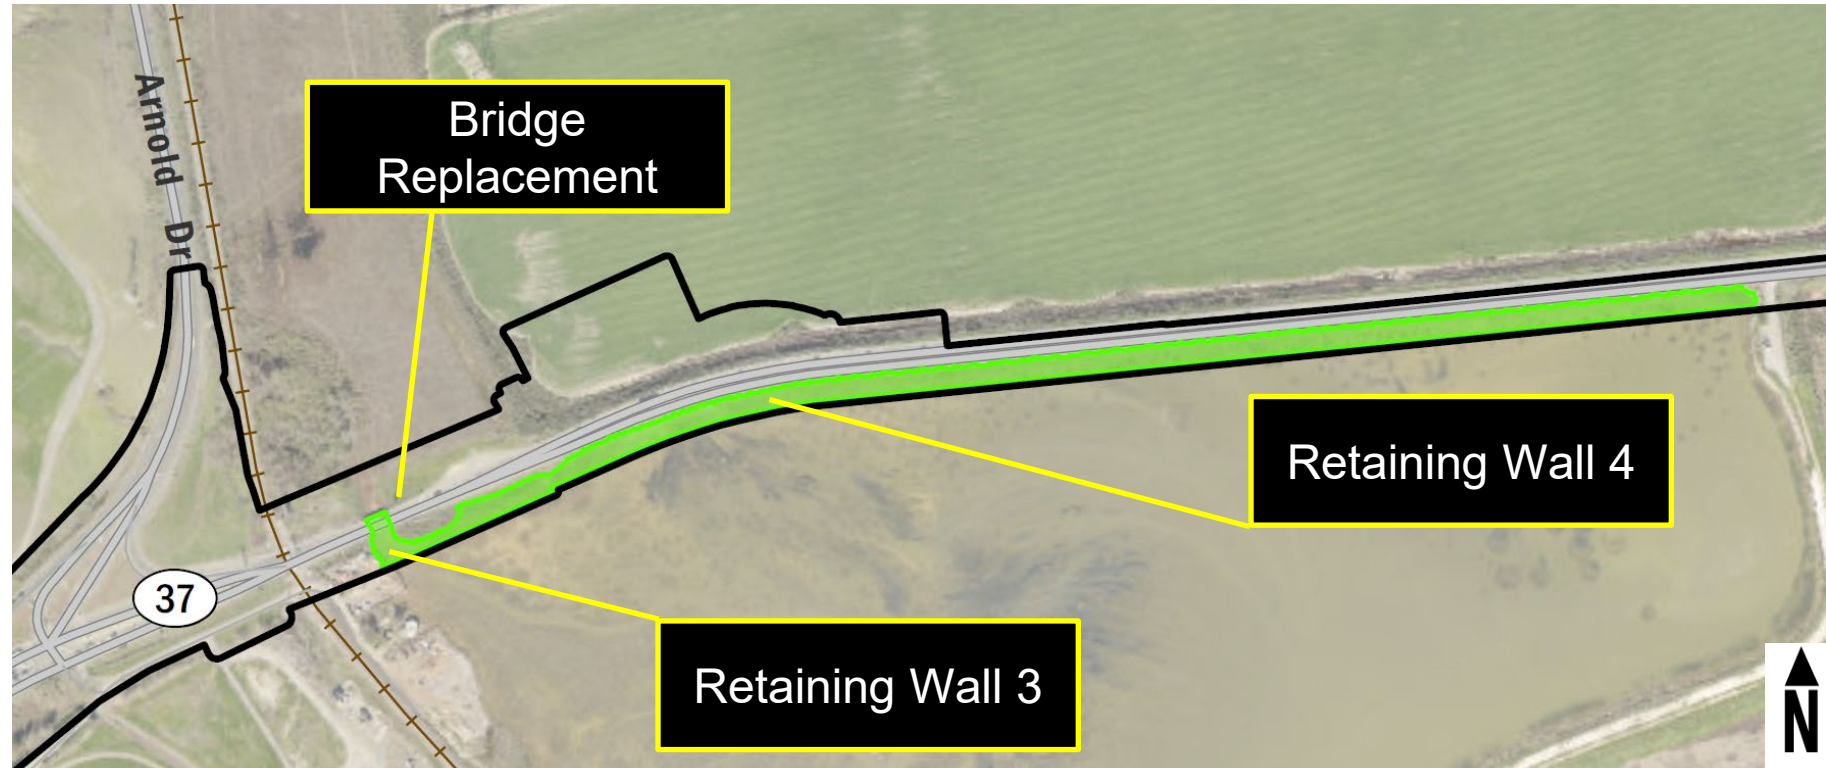 Arnold Dr
Bridge
Replacement
Retaining Wall 4
37
Retaining Wall 3
N